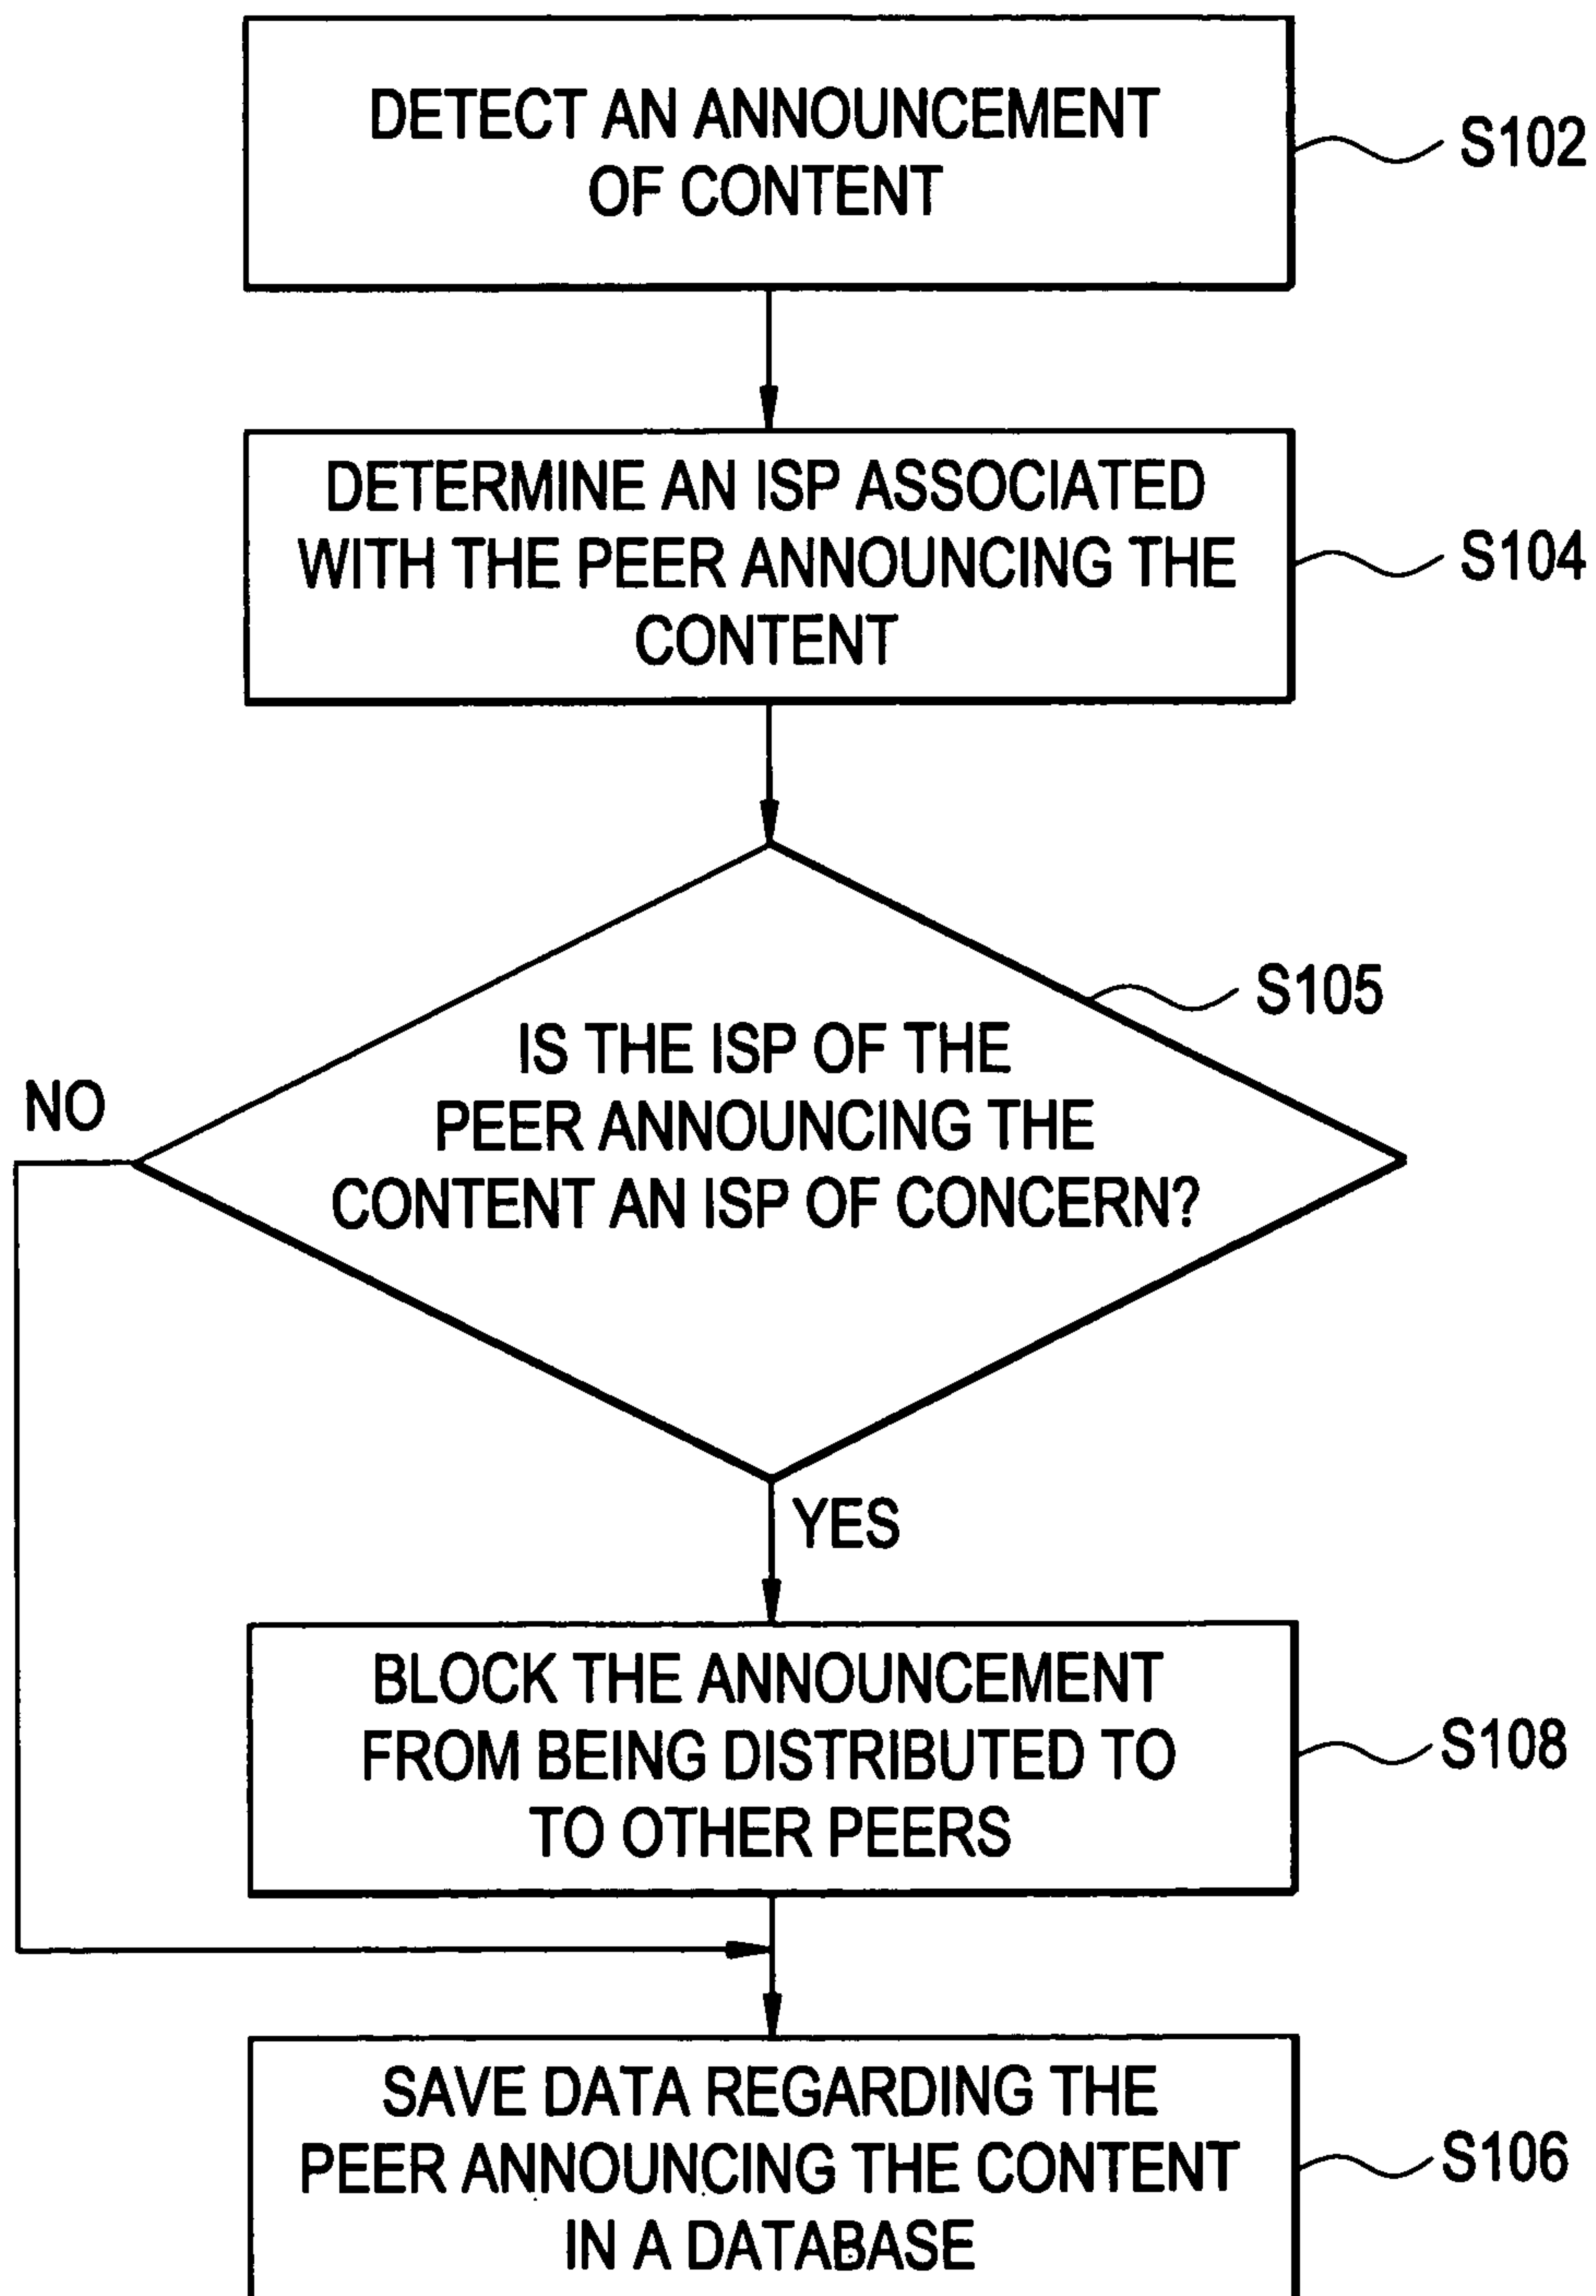 DETECT AN ANNOUNCEMENT
OF CONTENT
S102
DETERMINE AN ISP ASSOCIATED
WITH THE PEER ANNOUNCING THE
CONTENT
S104
S105
IS THE ISP OF THE
PEER ANNOUNCING THE
CONTENT AN ISP OF CONCERN?
NO
YES
BLOCK THE ANNOUNCEMENT
FROM BEING DISTRIBUTED TO
TO OTHER PEERS
S108
SAVE DATA REGARDING THE
PEER ANNOUNCING THE CONTENT
IN A DATABASE
S106